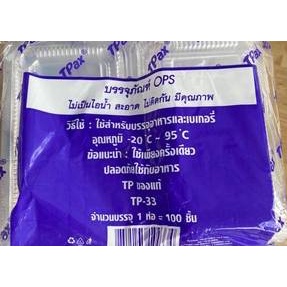 TPax
TPax
TPax
บรรจุภัณฑ์ OPS
ไม่เป็นไอน้ำ สะอาด ไม่ติดกัน มีคุณภาพ
วิธีใช้ : ใช้สำหรับบรรจุอาหารและเบเกอรี่
อุณหภูมิ -20°C ~ 95°C
ข้อแนะนำ : ใช้เพียงครั้งเดียว
ปลอดภัยใช้กับอาหาร
TP ของแท้
TP-33
จำนวนบรรจุ 1 ห่อ = 100 ชิ้น